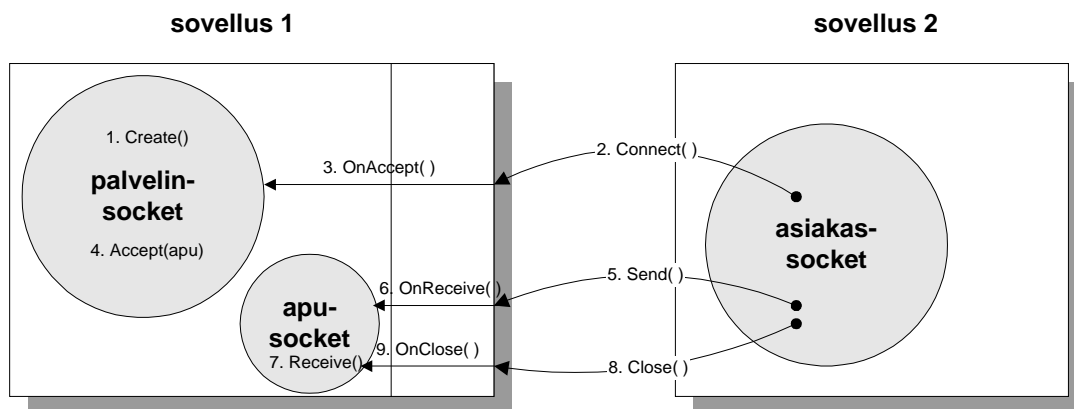 sovellus 1
sovellus 2
1. Create()
2. Connect( )
3. OnAccept( )
palvelin-
socket
asiakas-
socket
4. Accept(apu)
5. Send( )
6. OnReceive( )
apu-
socket
9. OnClose( )
7. Receive()
8. Close( )